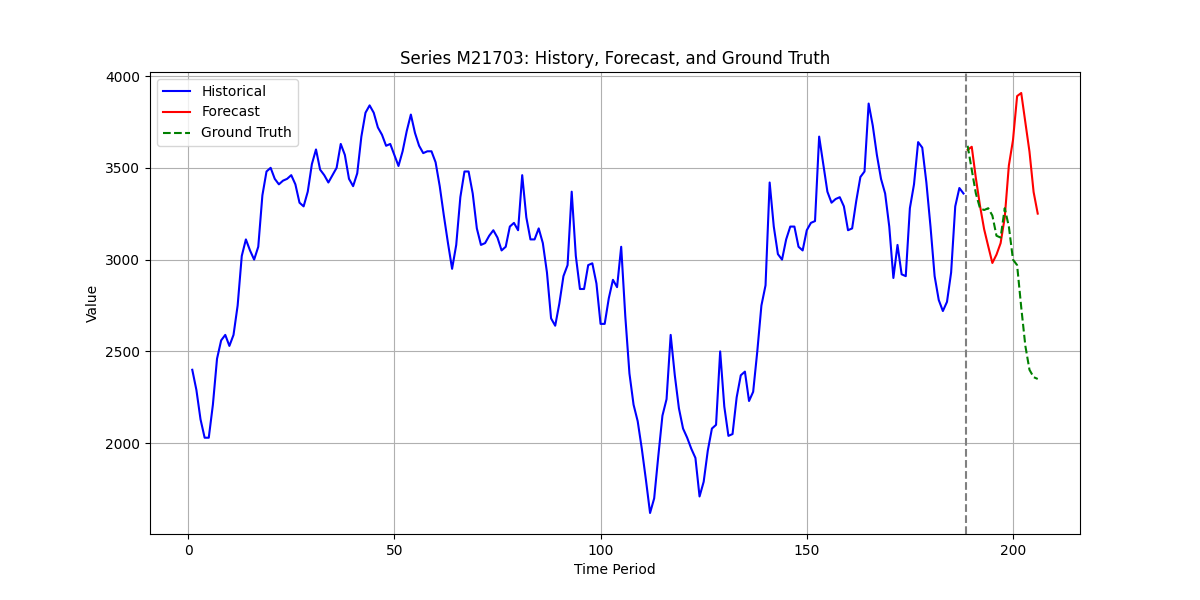 Series M21703: History, Forecast, and Ground Truth
Historical
Forecast
Ground Truth
4000
3500
3000
2500
2000
Value
0 50 100 150 200
Time Period